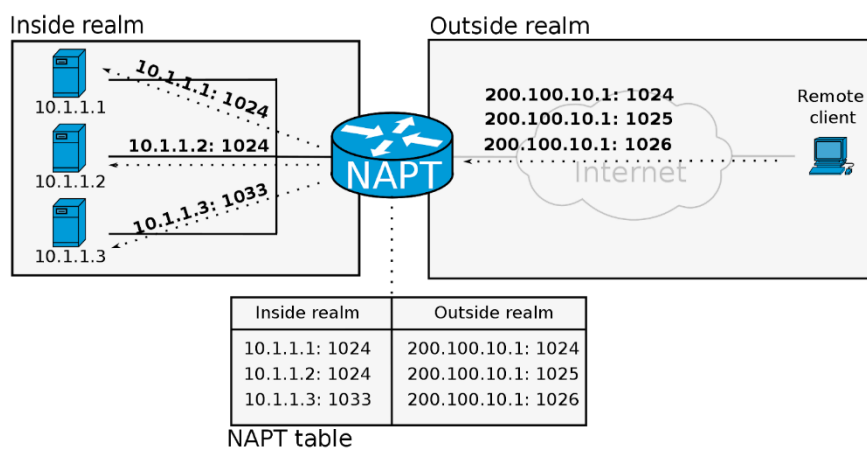 Inside realm
Outside realm
10.1.1.1: 1024
10.1.1.1
10.1.1.2: 1024
10.1.1.2
10.1.1.3: 1033
10.1.1.3
NAPT
200.100.10.1: 1024
200.100.10.1: 1025
200.100.10.1: 1026
Internet
Remote
client
Inside realm Outside realm
10.1.1.1: 1024 200.100.10.1: 1024
10.1.1.2: 1024 200.100.10.1: 1025
10.1.1.3: 1033 200.100.10.1: 1026
NAPT table